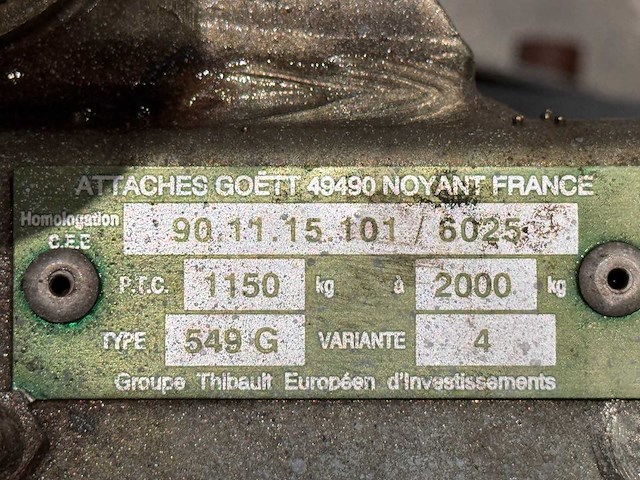 ATTACHES GOËTT 49490 NOYANT FRANCE
Homologation C.E.E 90 11.15.101 / 6025
P.T.C. 1150 kg à 2000 kg
TYPE 549 G VARIANTE 4
Groupe Thibault Européen d'Investissements